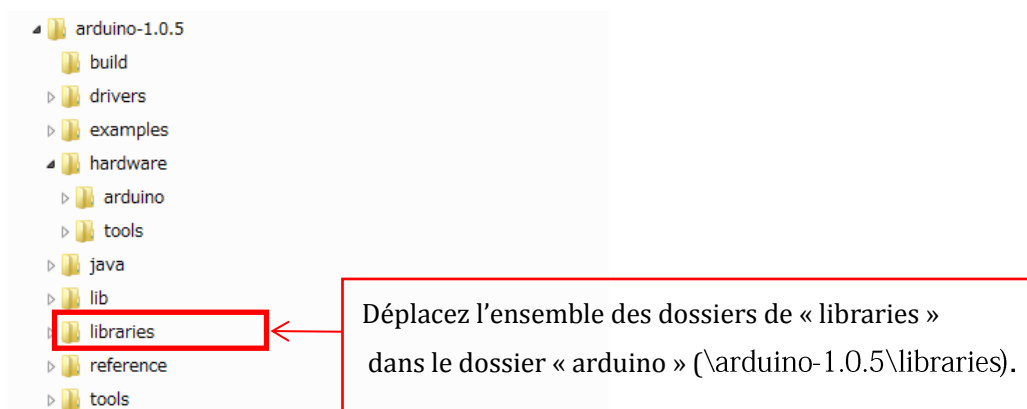 arduino-1.0.5
build
drivers
examples
hardware
arduino
tools
java
lib
libraries
reference
tools
Déplacez l’ensemble des dossiers de « libraries »
dans le dossier « arduino » (\arduino-1.0.5\libraries).